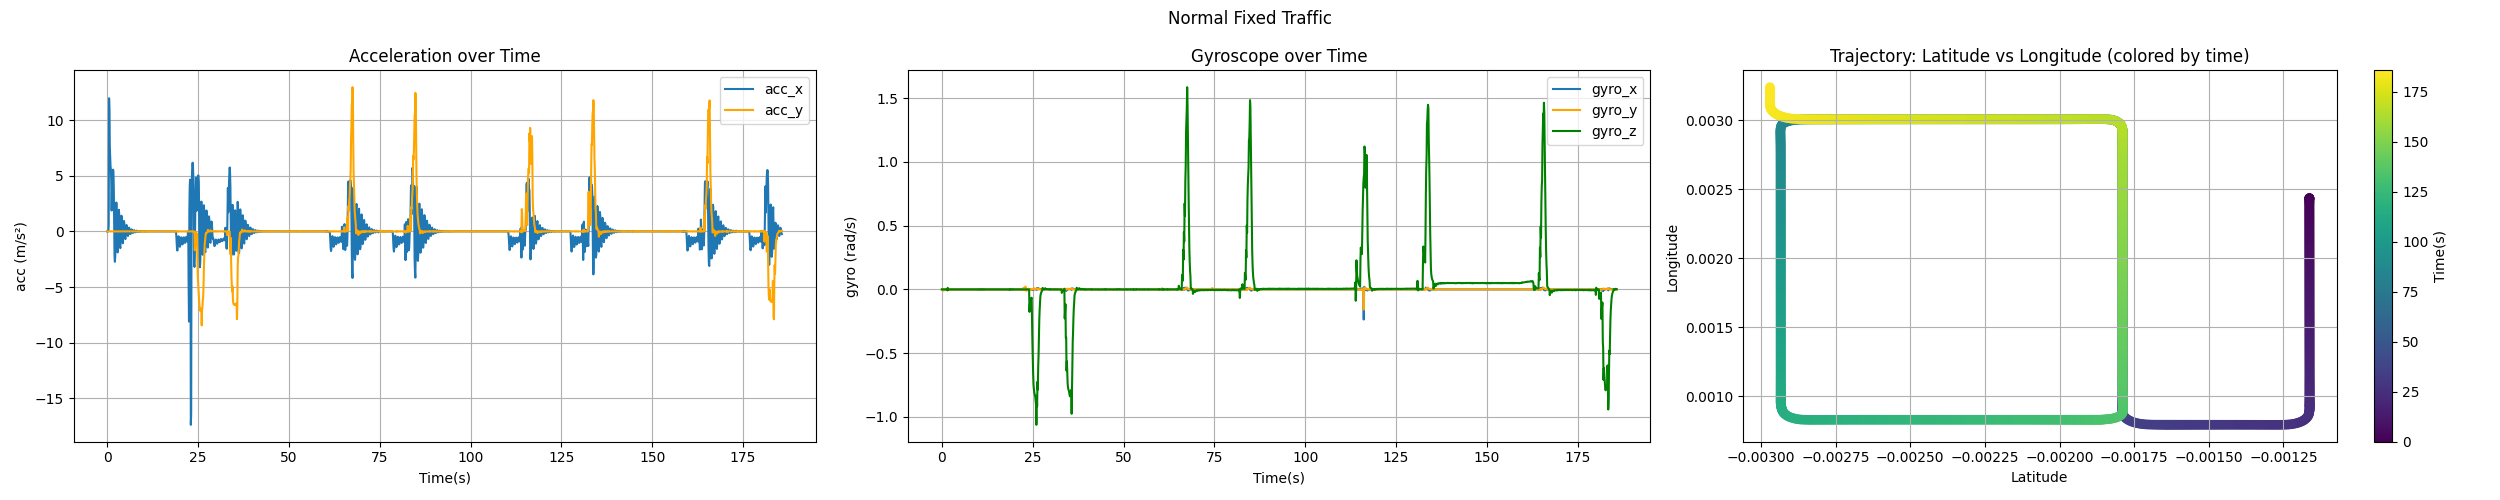 Normal Fixed Traffic
Acceleration over Time
acc (m/s²)
10
5
0
−5
−10
−15
acc_x
acc_y
0 25 50 75 100 125 150 175
Time(s)
Gyroscope over Time
gyro (rad/s)
1.5
1.0
0.5
0.0
−0.5
−1.0
gyro_x
gyro_y
gyro_z
0 25 50 75 100 125 150 175
Time(s)
Trajectory: Latitude vs Longitude (colored by time)
Longitude
0.0030
0.0025
0.0020
0.0015
0.0010
−0.00300 −0.00275 −0.00250 −0.00225 −0.00200 −0.00175 −0.00150 −0.00125
Latitude
175
150
125
100
75
50
25
0
Time(s)